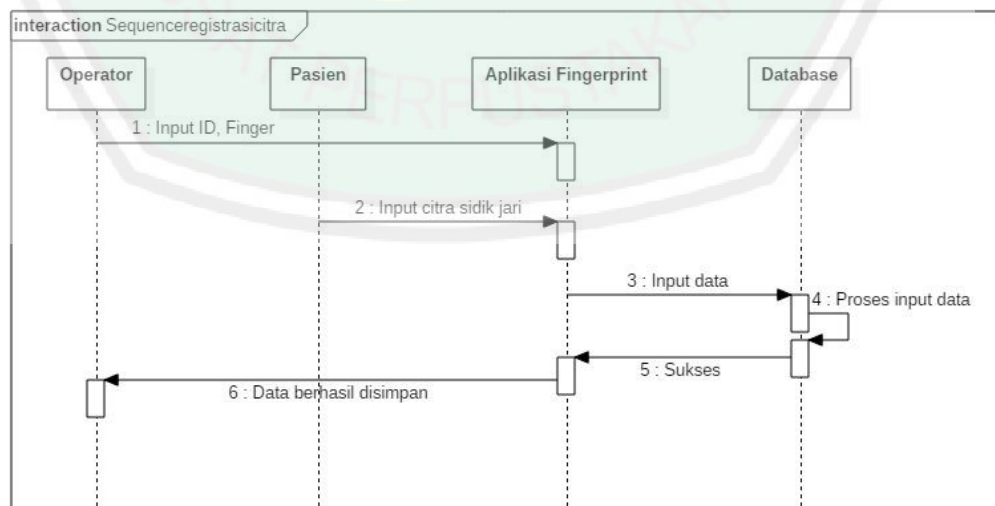 interaction Sequenceregistrasicitra
Operator
Pasien
Aplikasi Fingerprint
Database
1 : Input ID, Finger
2 : Input citra sidik jari
3 : Input data
4 : Proses input data
5 : Sukses
6 : Data berhasil disimpan
PERPUSTAKA